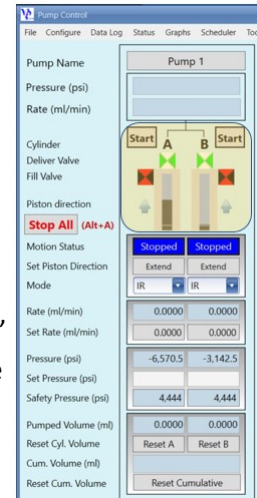 Pump Control
File Configure Data Log Status Graphs Scheduler
Pump Name Pump 1
Pressure (psi)
Rate (ml/min)
Start A B Start
Cylinder
Deliver Valve
Fill Valve
Piston direction
Stop All (Alt+A)
Motion Status Stopped Stopped
Set Piston Direction Extend Extend
Mode IR IR
Rate (ml/min) 0.0000 0.0000
Set Rate (ml/min) 0.0000 0.0000
Pressure (psi) -6,570.5 -3,142.5
Set Pressure (psi)
Safety Pressure (psi) 4,444 4,444
Pumped Volume (ml) 0.0000 0.0000
Reset Cyl. Volume Reset A Reset B
Cum. Volume (ml)
Reset Cum. Volume Reset Cumulative